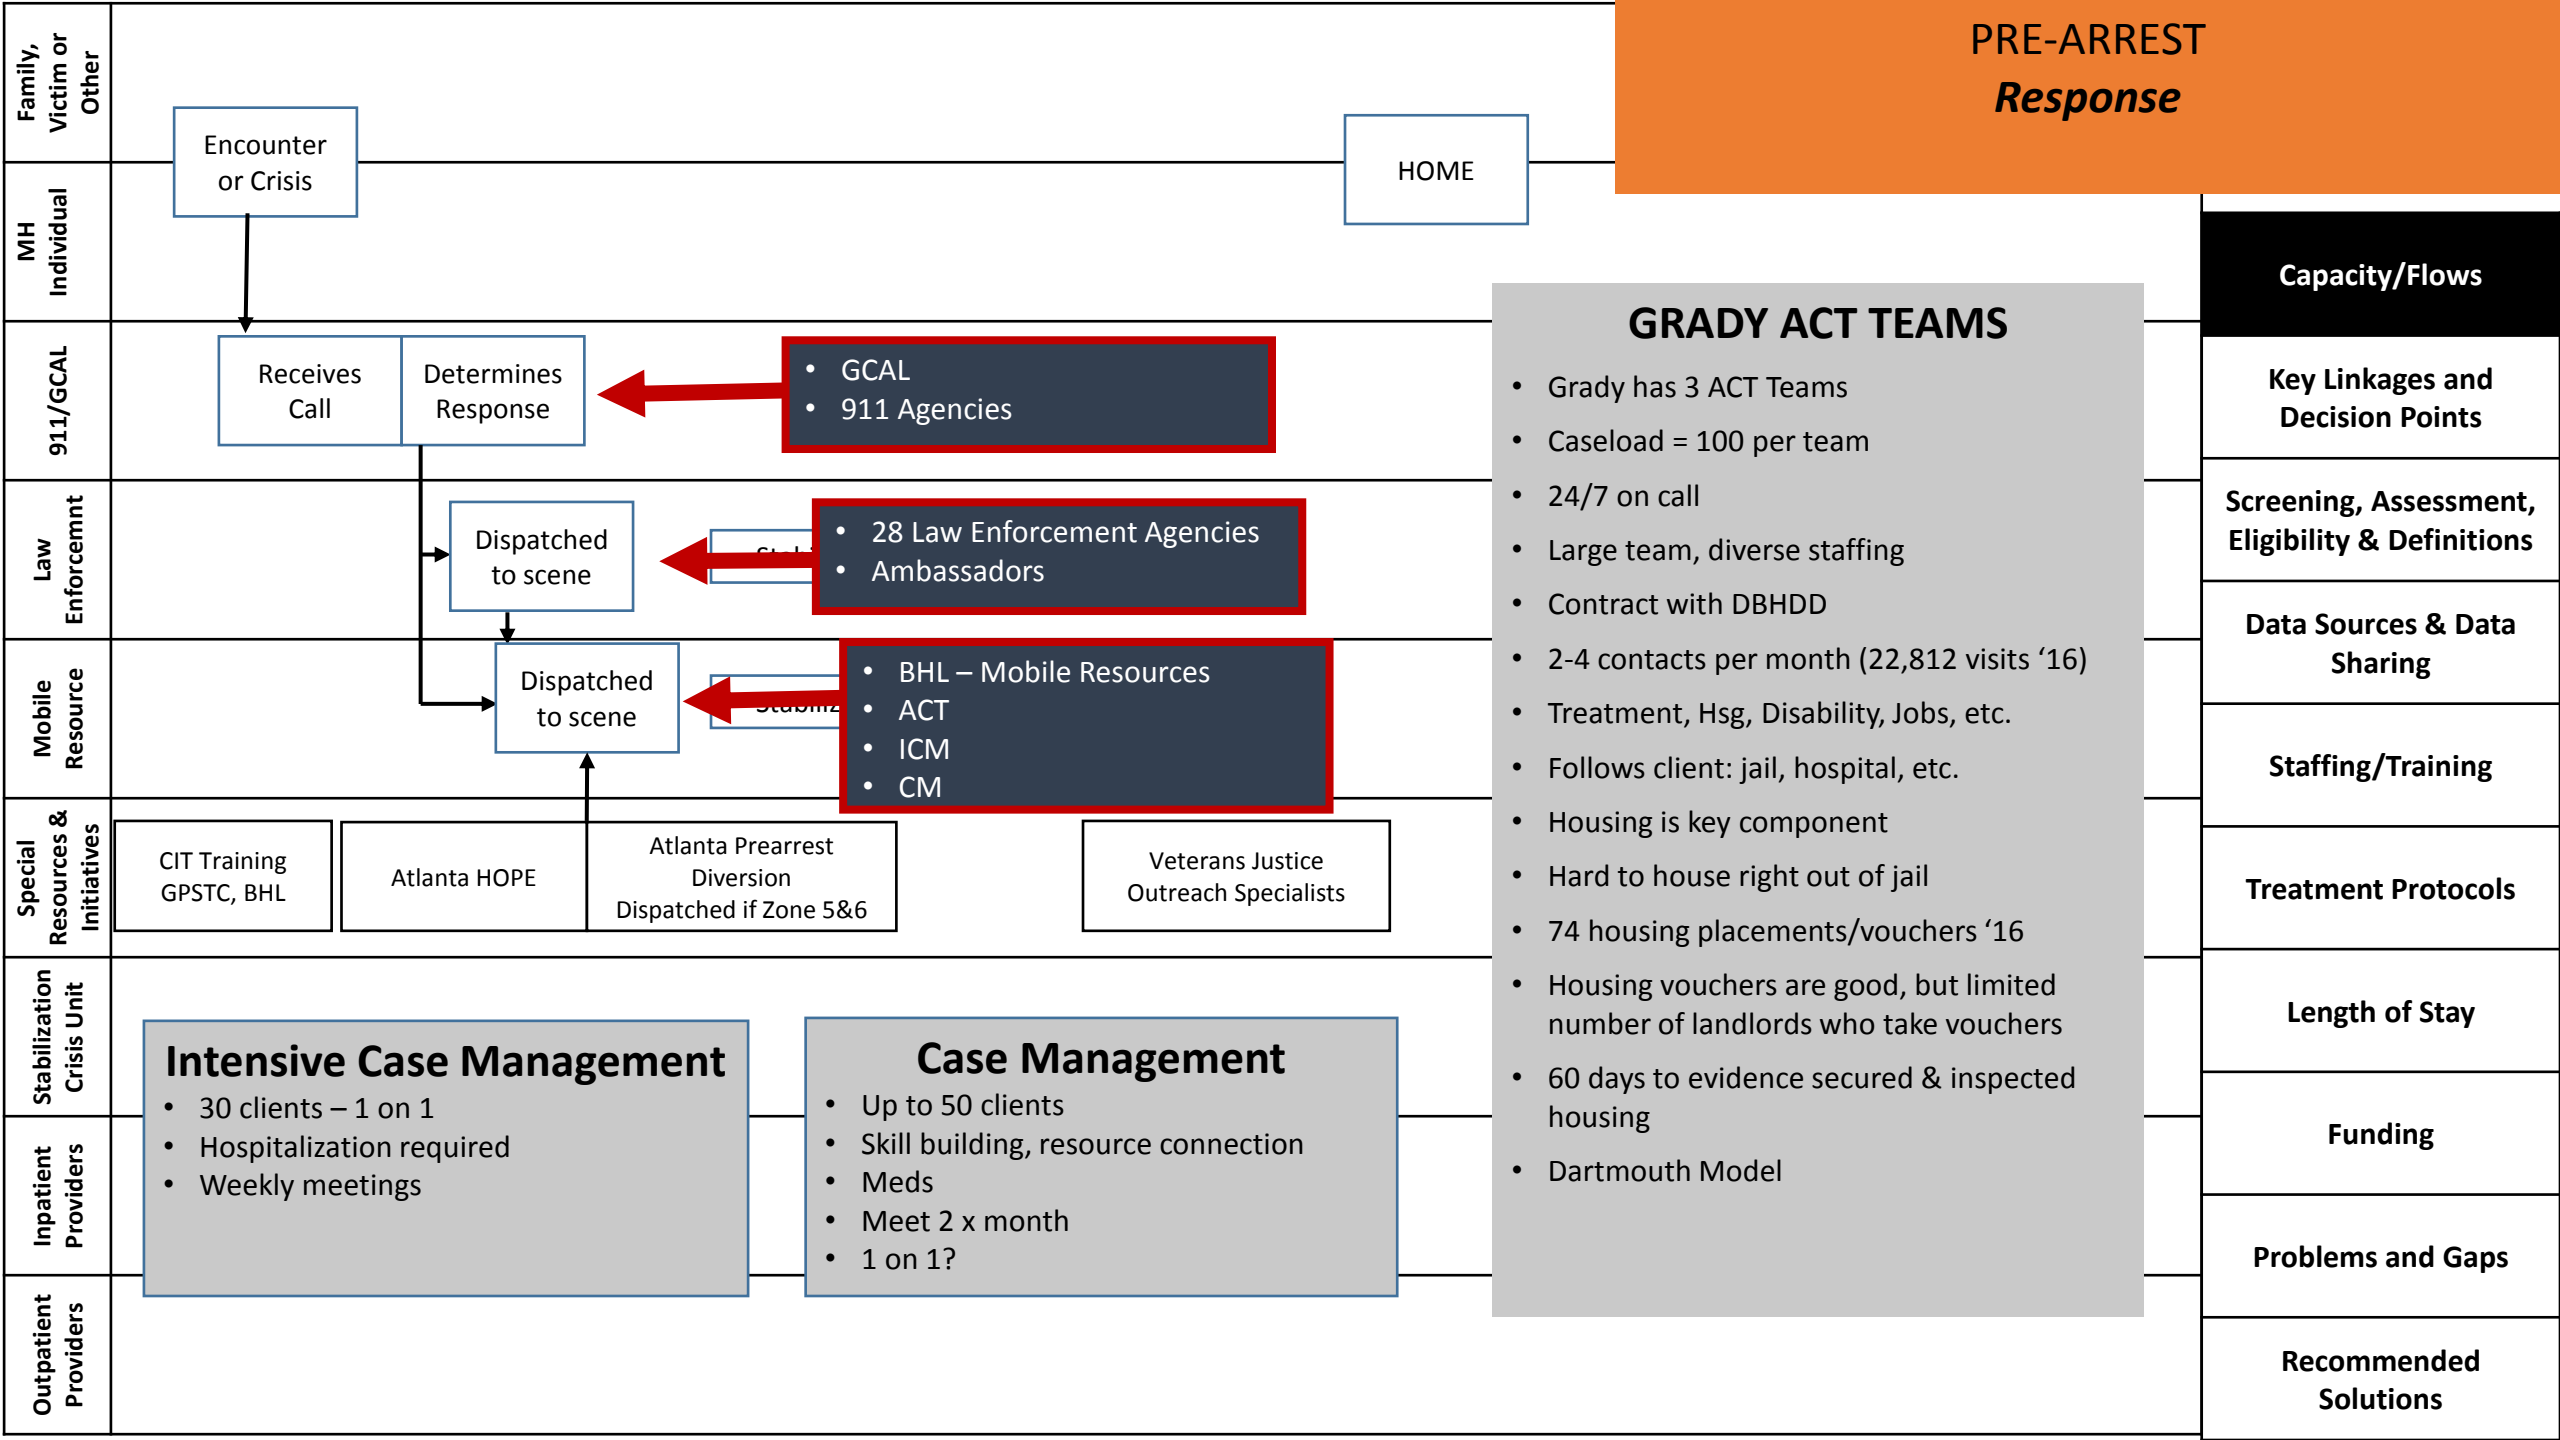 PRE-ARREST
Response
Family,
Victim or
Other
MH
Individual
911/GCAL
Law
Enforcemnt
Mobile
Resource
Special
Resources &
Initiatives
Stabilization
Crisis Unit
Inpatient
Providers
Outpatient
Providers
Encounter
or Crisis
HOME
Receives
Call
Determines
Response
• GCAL
• 911 Agencies
Dispatched
to scene
• 28 Law Enforcement Agencies
• Ambassadors
Dispatched
to scene
• BHL – Mobile Resources
• ACT
• ICM
• CM
CIT Training
GPSTC, BHL
Atlanta HOPE
Atlanta Prearrest
Diversion
Dispatched if Zone 5&6
Veterans Justice
Outreach Specialists
Intensive Case Management
• 30 clients – 1 on 1
• Hospitalization required
• Weekly meetings
Case Management
• Up to 50 clients
• Skill building, resource connection
• Meds
• Meet 2 x month
• 1 on 1?
GRADY ACT TEAMS
• Grady has 3 ACT Teams
• Caseload = 100 per team
• 24/7 on call
• Large team, diverse staffing
• Contract with DBHDD
• 2-4 contacts per month (22,812 visits ‘16)
• Treatment, Hsg, Disability, Jobs, etc.
• Follows client: jail, hospital, etc.
• Housing is key component
• Hard to house right out of jail
• 74 housing placements/vouchers ‘16
• Housing vouchers are good, but limited
number of landlords who take vouchers
• 60 days to evidence secured & inspected
housing
• Dartmouth Model
Capacity/Flows
Key Linkages and
Decision Points
Screening, Assessment,
Eligibility & Definitions
Data Sources & Data
Sharing
Staffing/Training
Treatment Protocols
Length of Stay
Funding
Problems and Gaps
Recommended
Solutions